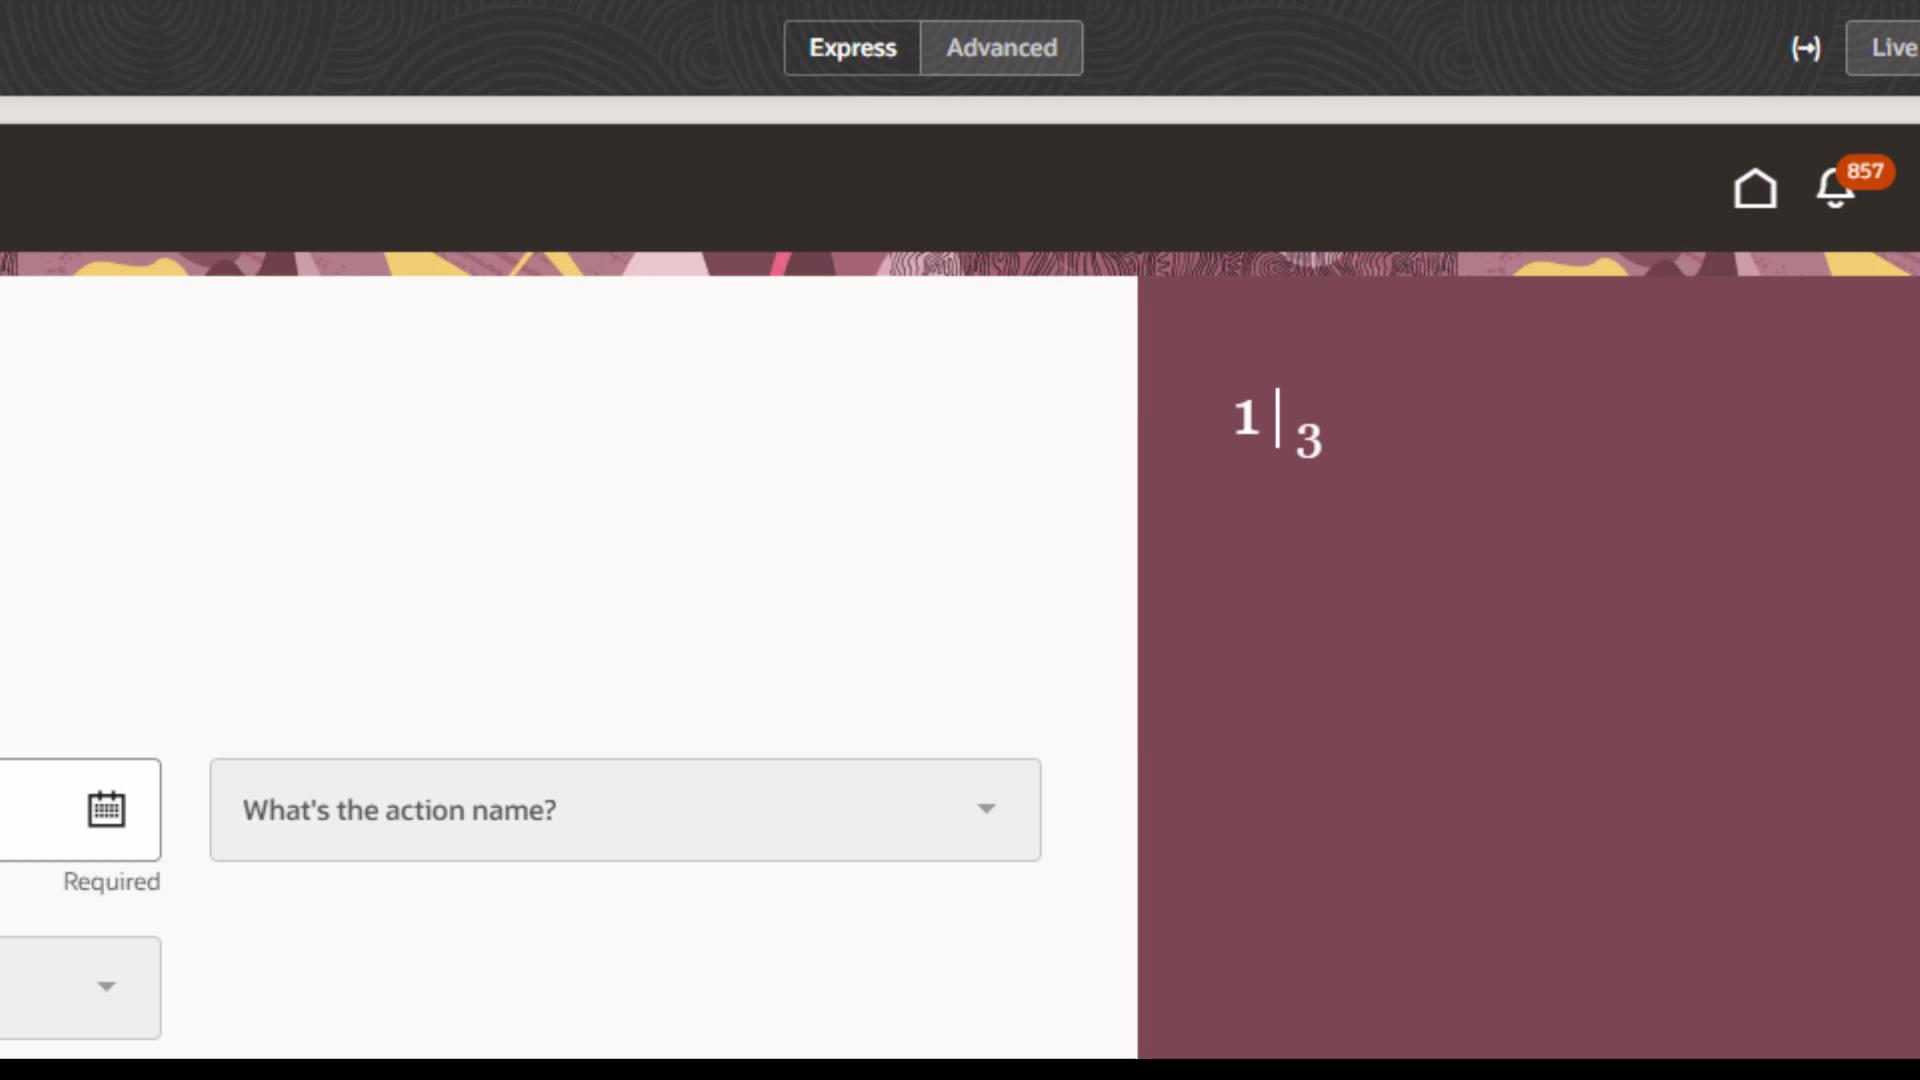 Express Advanced (→) Live
857
1 | 3
What's the action name?
Required